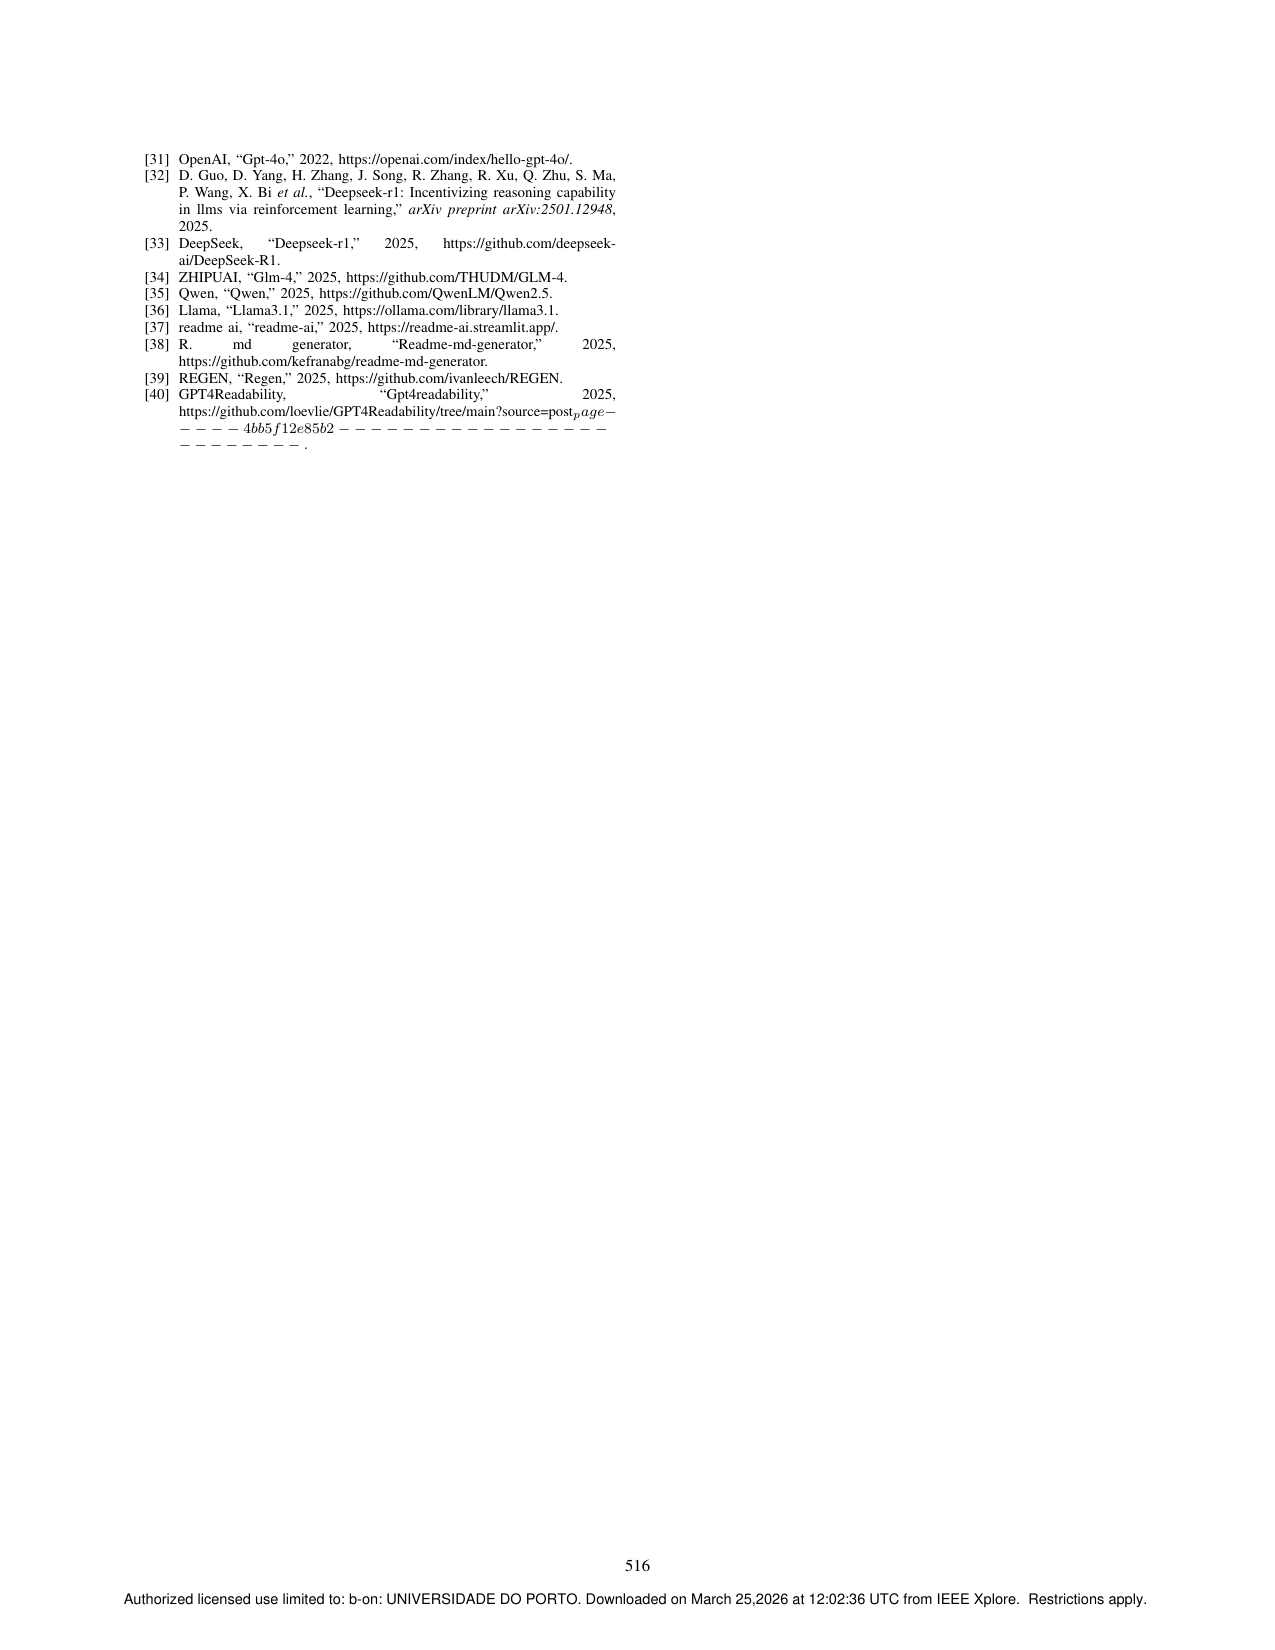 [31] OpenAI, “Gpt-4o,” 2022, https://openai.com/index/hello-gpt-4o/.
[32] D. Guo, D. Yang, H. Zhang, J. Song, R. Zhang, R. Xu, Q. Zhu, S. Ma,
P. Wang, X. Bi et al., “Deepseek-r1: Incentivizing reasoning capability
in llms via reinforcement learning,” arXiv preprint arXiv:2501.12948,
2025.
[33] DeepSeek, “Deepseek-r1,” 2025, https://github.com/deepseek-
ai/DeepSeek-R1.
[34] ZHIPUAI, “Glm-4,” 2025, https://github.com/THUDM/GLM-4.
[35] Qwen, “Qwen,” 2025, https://github.com/QwenLM/Qwen2.5.
[36] Llama, “Llama3.1,” 2025, https://ollama.com/library/llama3.1.
[37] readme ai, “readme-ai,” 2025, https://readme-ai.streamlit.app/.
[38] R. md generator, “Readme-md-generator,” 2025,
https://github.com/kefranabg/readme-md-generator.
[39] REGEN, “Regen,” 2025, https://github.com/ivanleech/REGEN.
[40] GPT4Readability, “Gpt4readability,” 2025,
https://github.com/loevlie/GPT4Readability/tree/main?source=postpage−
− − − − 4bb5f12e85b2 − − − − − − − − − − − − − − − − −
− − − − − − − − .
516
Authorized licensed use limited to: b-on: UNIVERSIDADE DO PORTO. Downloaded on March 25,2026 at 12:02:36 UTC from IEEE Xplore. Restrictions apply.